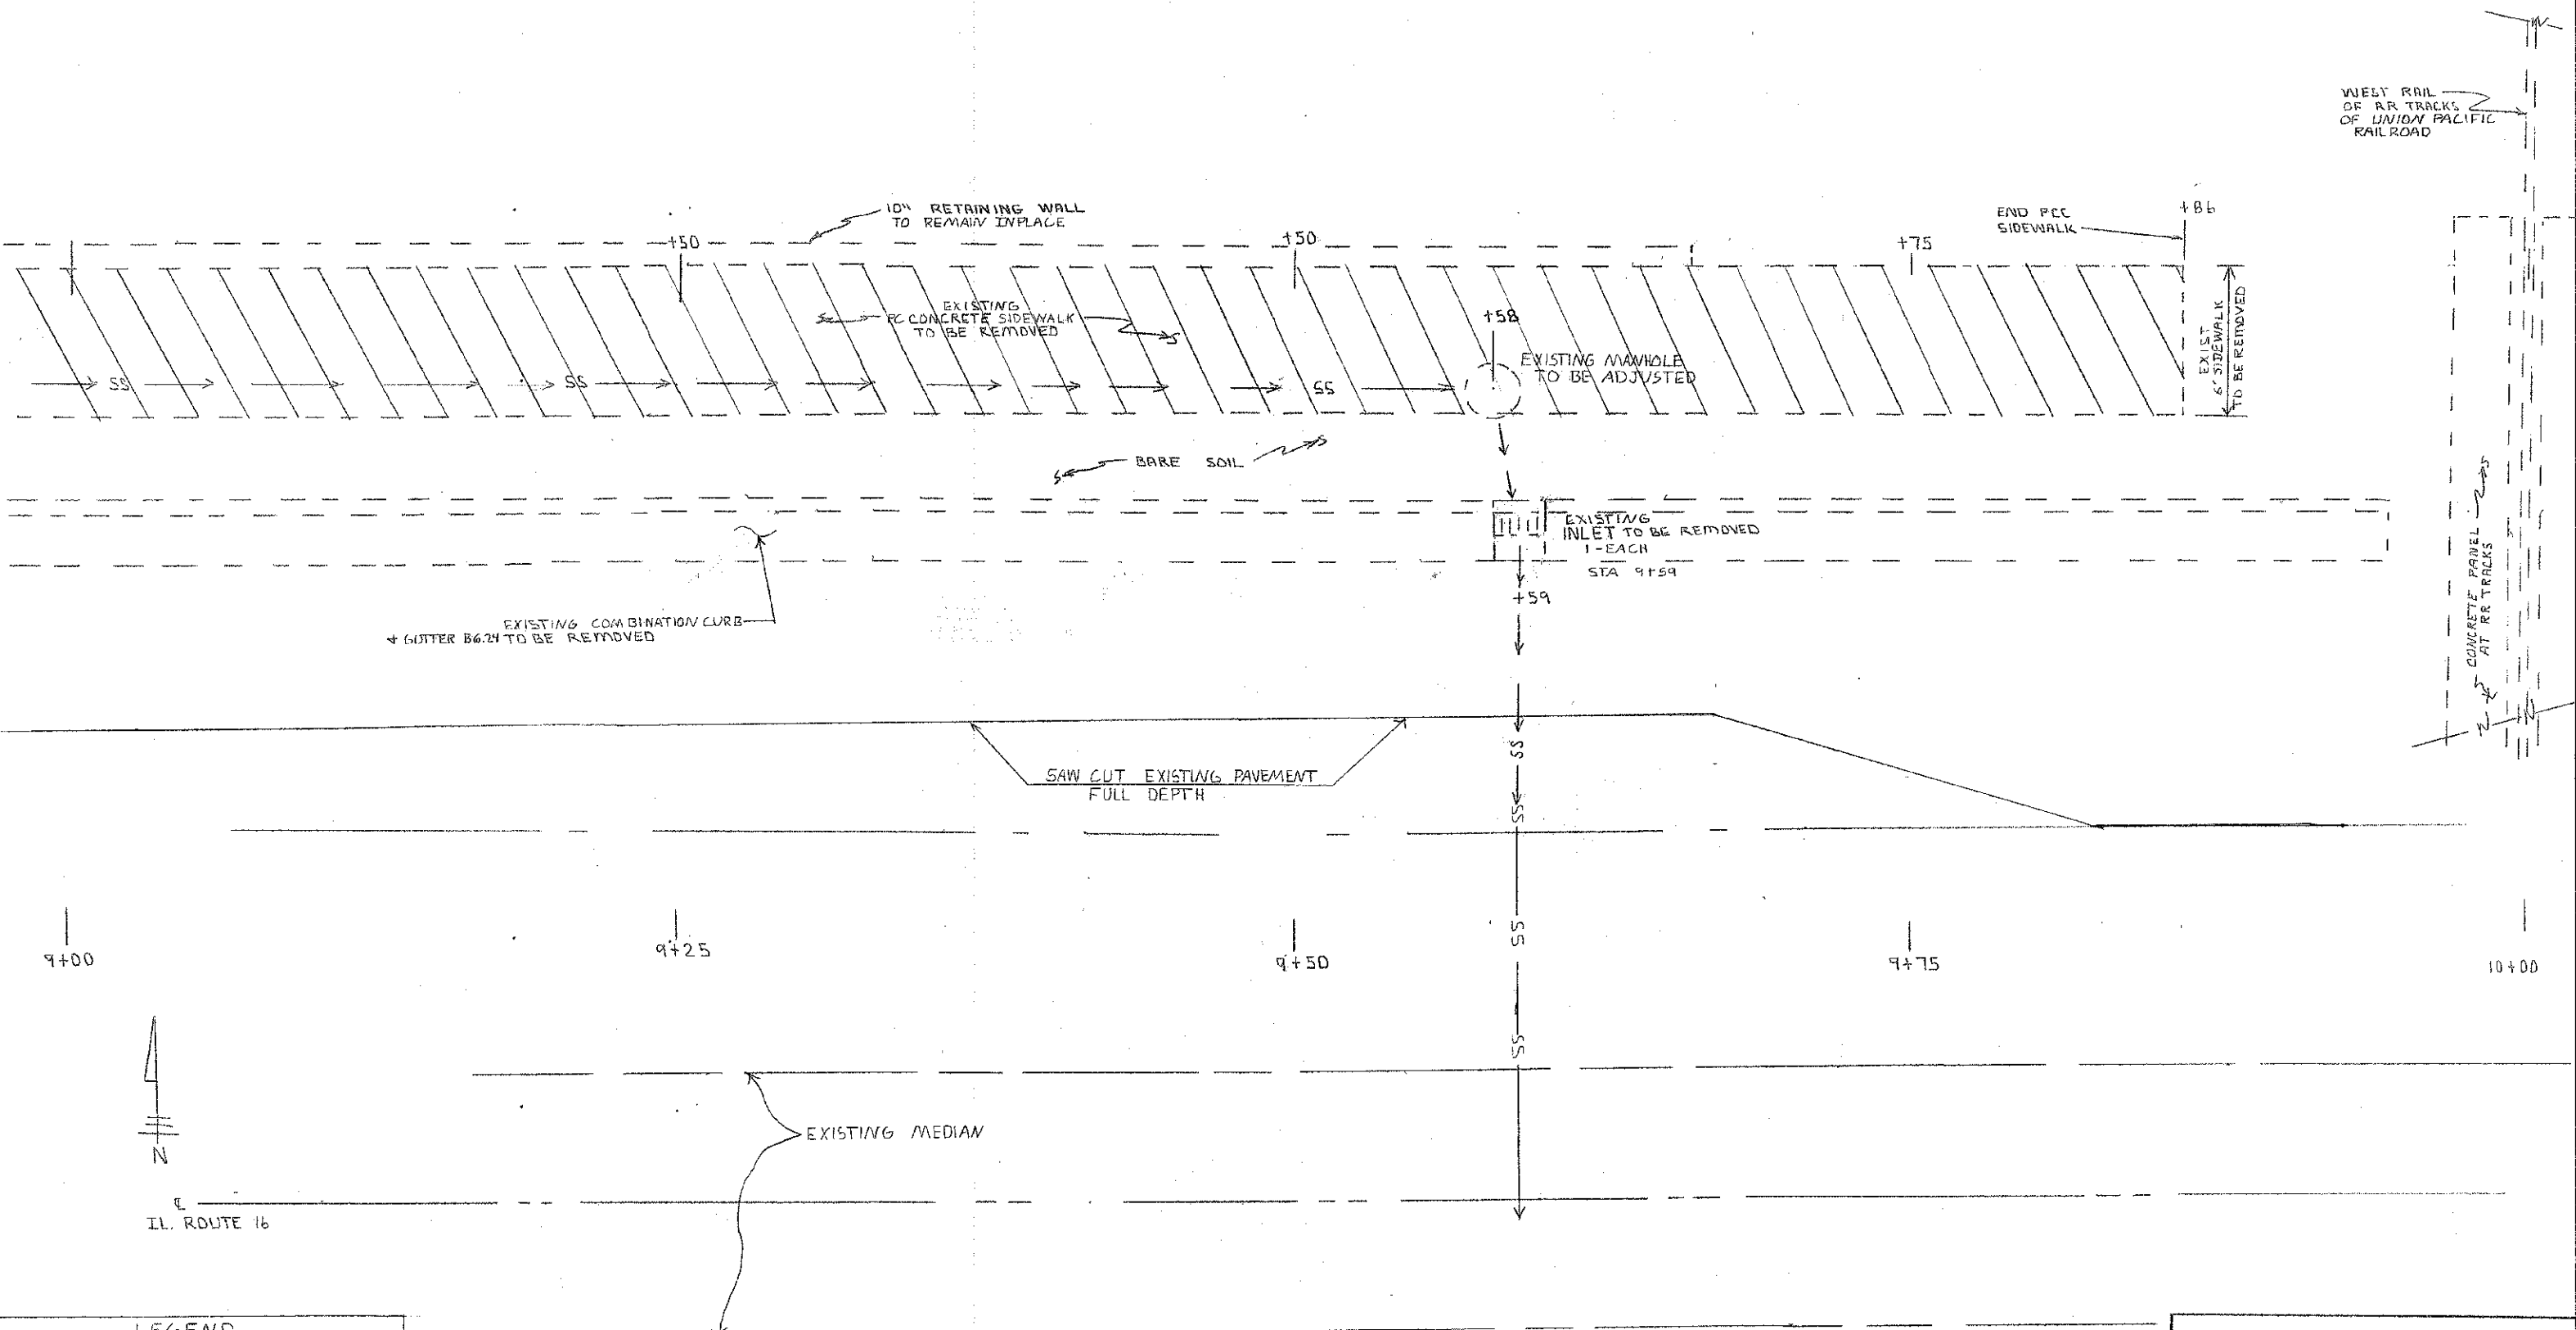 WEST RAIL
OF RR TRACKS
OF UNION PACIFIC
RAILROAD
10" RETAINING WALL
TO REMAIN INPLACE
END PCC
SIDEWALK
+86
+50
+50
+75
EXISTING
PC CONCRETE SIDEWALK
TO BE REMOVED
+58
EXISTING MANHOLE
TO BE ADJUSTED
EXIST
6' SIDEWALK
TO BE REMOVED
SS
SS
SS
BARE SOIL
EXISTING
INLET TO BE REMOVED
1-EACH
STA 9+59
+59
CONCRETE PANEL
AT RR TRACKS
EXISTING COMBINATION CURB
& GUTTER B6.24 TO BE REMOVED
SAW CUT EXISTING PAVEMENT
FULL DEPTH
SS
SS
SS
SS
9+00
9+25
9+50
9+75
10+00
N
EXISTING MEDIAN
℄
IL. ROUTE 16
LEGEND